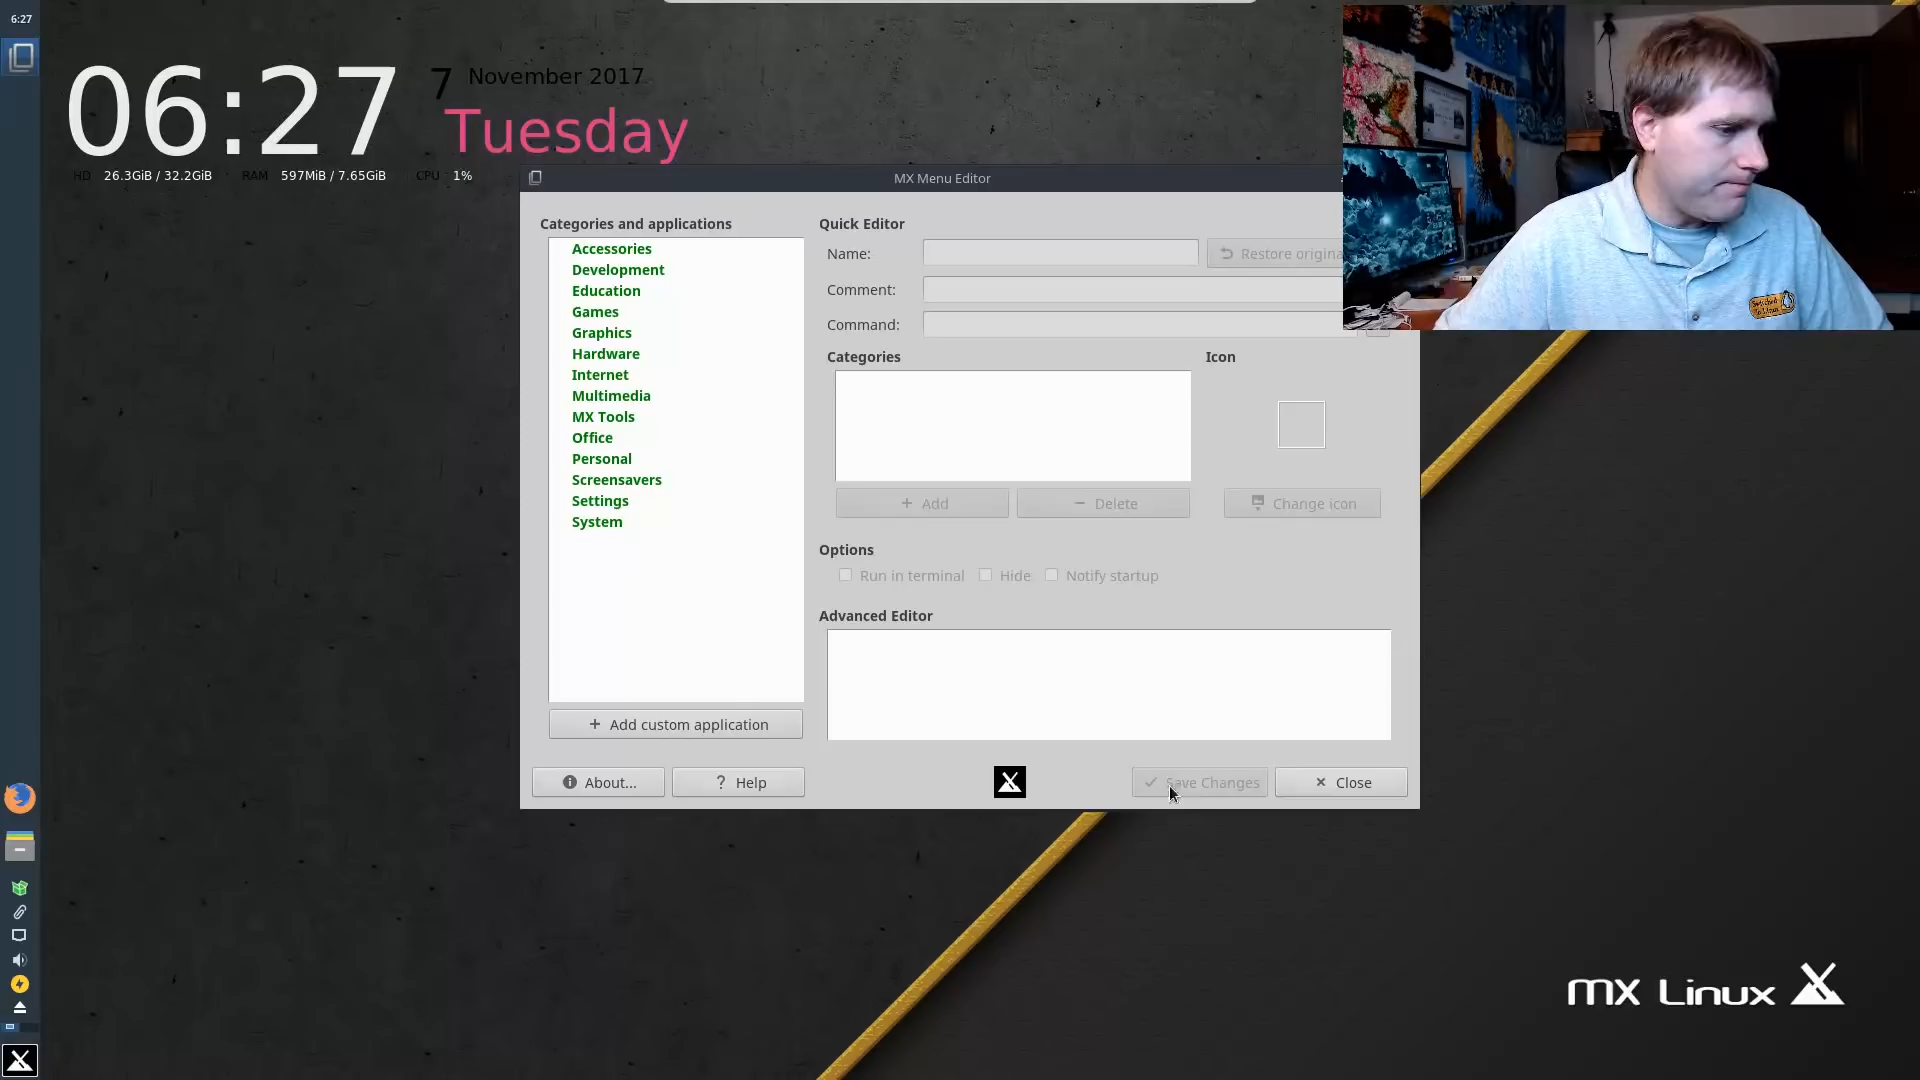 6:27
06:27
7 November 2017
Tuesday
HD 26.3GiB / 32.2GiB RAM 597MiB / 7.65GiB CPU 1%
MX Menu Editor
Categories and applications
Accessories
Development
Education
Games
Graphics
Hardware
Internet
Multimedia
MX Tools
Office
Personal
Screensavers
Settings
System
+ Add custom application
Quick Editor
Name:
Restore origina
Comment:
Command:
Categories
Icon
+ Add
− Delete
Change icon
Options
Run in terminal
Hide
Notify startup
Advanced Editor
About...
? Help
Save Changes
Close
Switched
To Linux
MX Linux